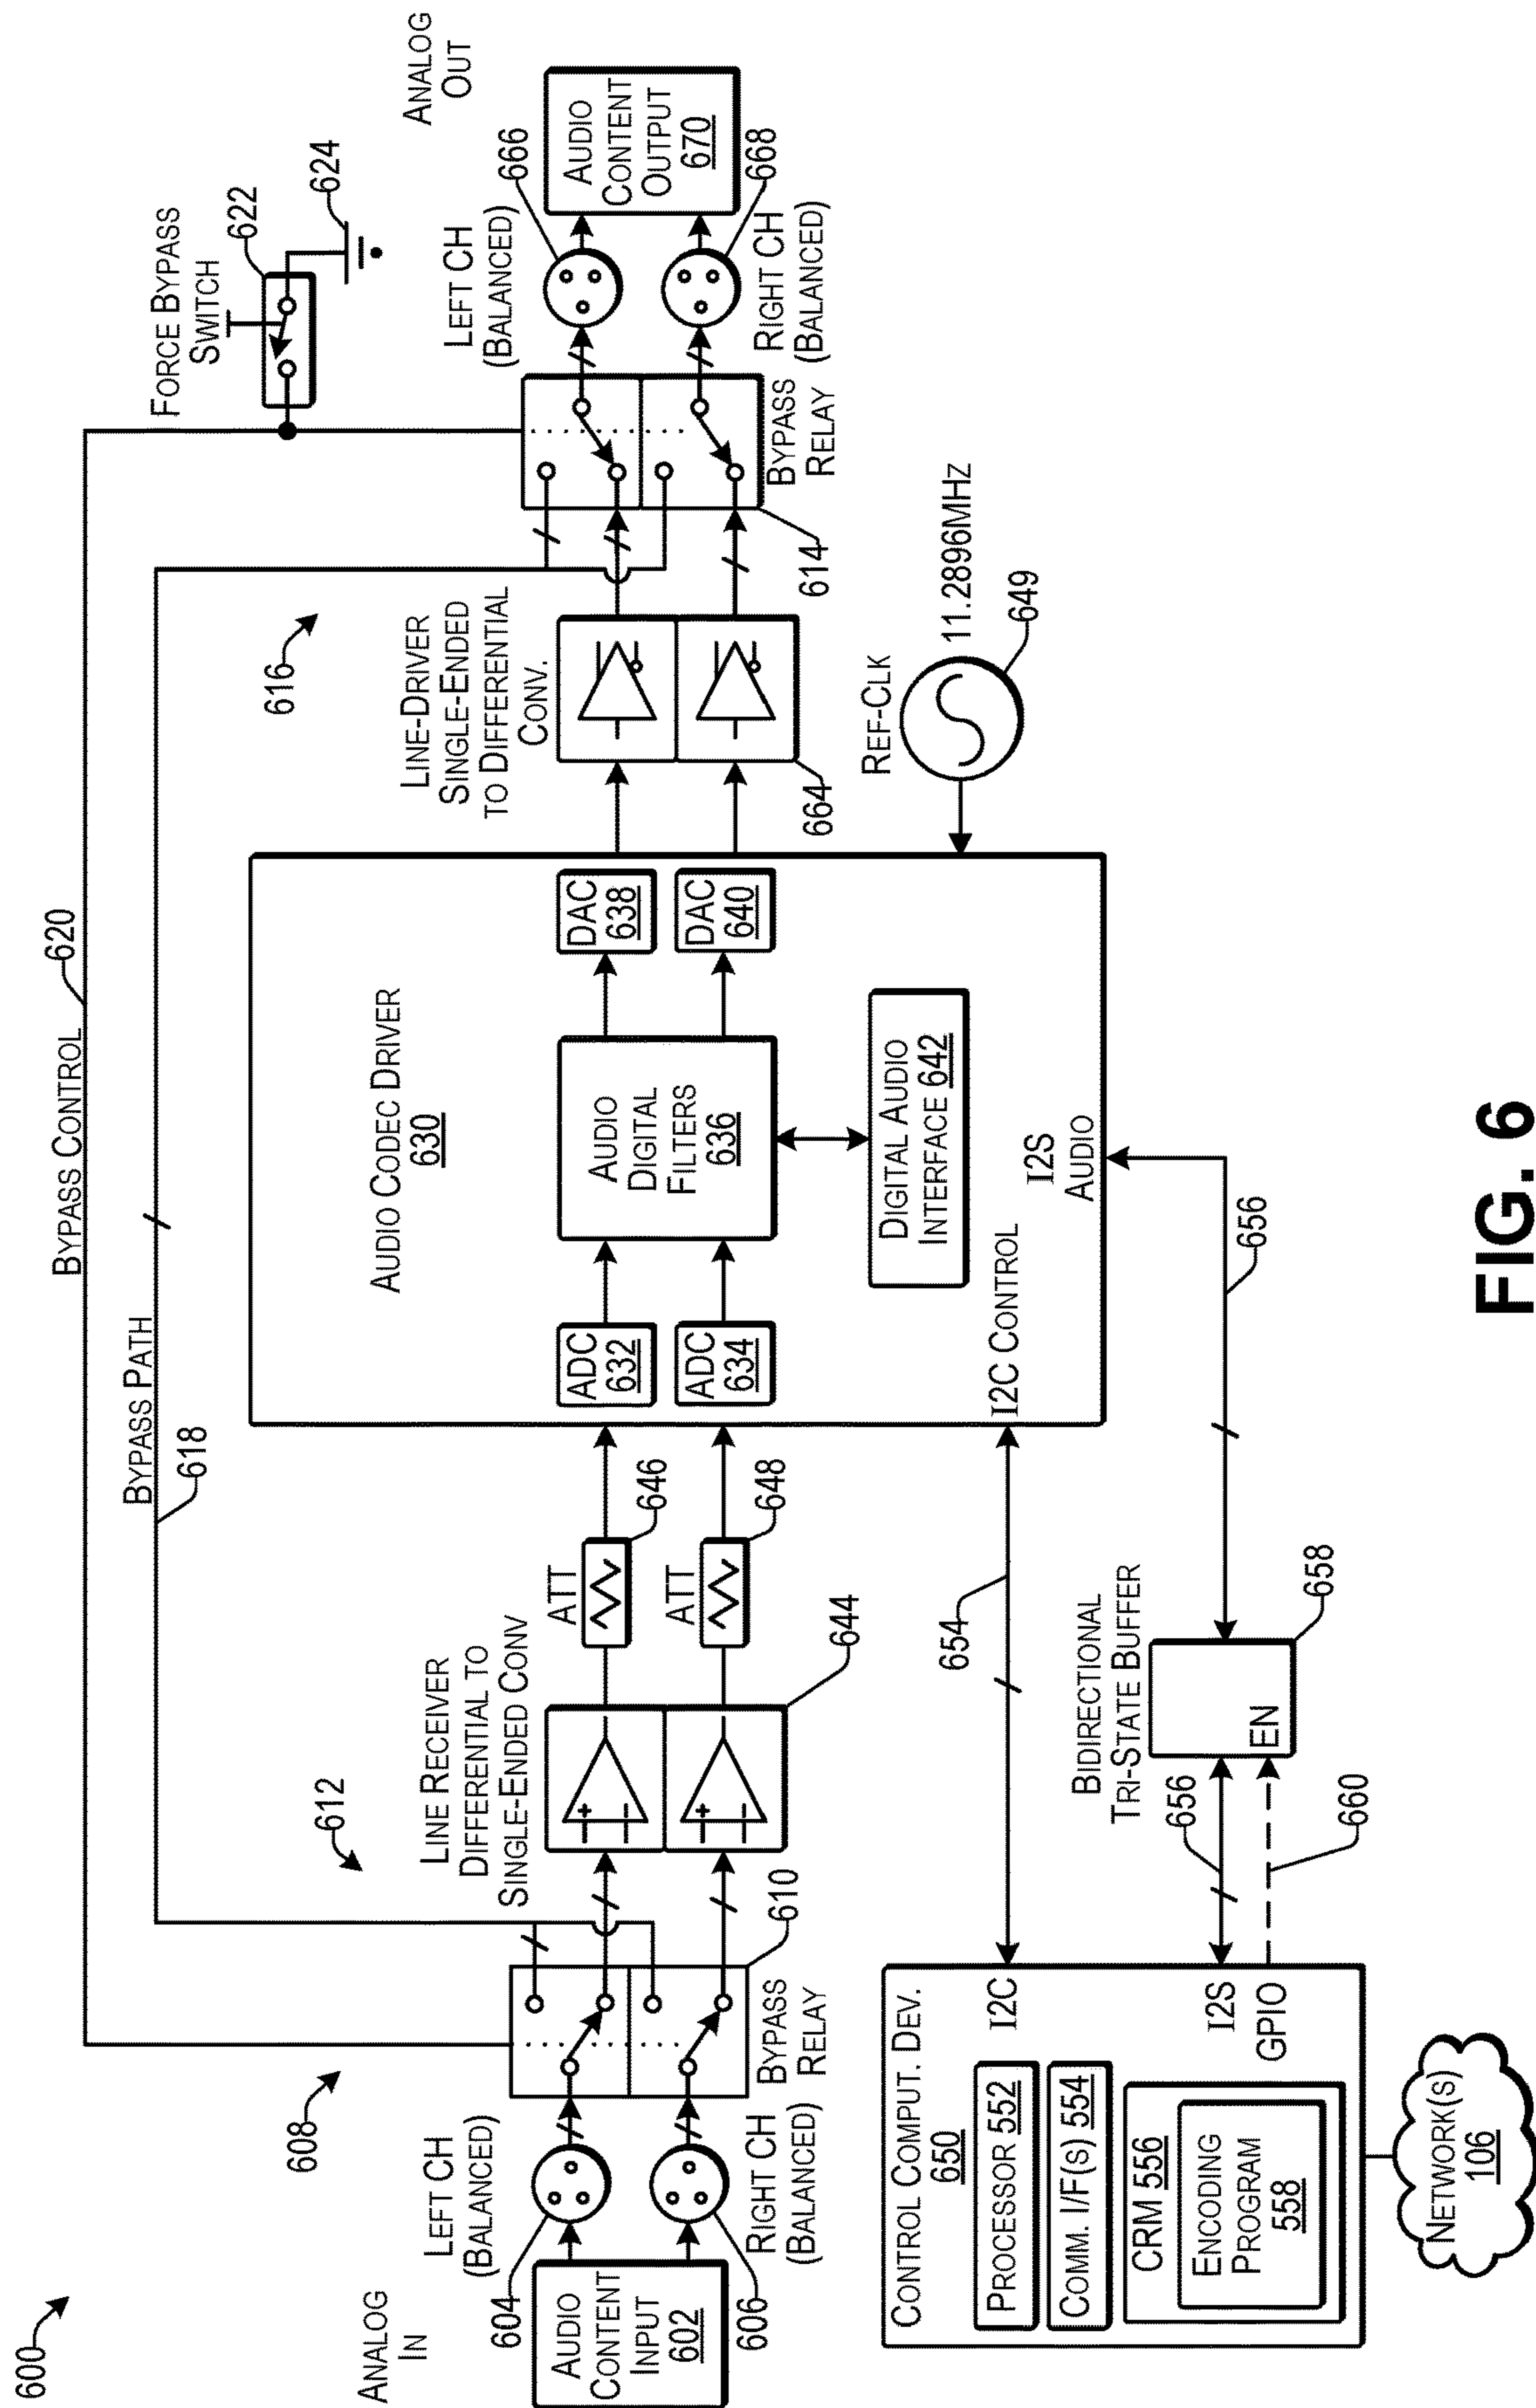 600
ANALOG
IN
AUDIO
CONTENT
INPUT
602
604
606
LEFT CH
(BALANCED)
RIGHT CH
(BALANCED)
608
BYPASS
RELAY
610
612
LINE RECEIVER
DIFFERENTIAL TO
SINGLE-ENDED CONV
644
ATT
646
ATT
648
BYPASS PATH
618
BYPASS CONTROL
620
AUDIO CODEC DRIVER
630
ADC
632
ADC
634
AUDIO
DIGITAL
FILTERS
636
DAC
638
DAC
640
DIGITAL AUDIO
INTERFACE 642
I2C CONTROL
I2S
AUDIO
616
LINE-DRIVER
SINGLE-ENDED
TO DIFFERENTIAL
CONV.
664
REF-CLK
11.2896MHZ
649
614
BYPASS
RELAY
FORCE BYPASS
SWITCH
622
624
LEFT CH
(BALANCED)
666
RIGHT CH
(BALANCED)
668
ANALOG
OUT
AUDIO
CONTENT
OUTPUT
670
CONTROL COMPUT. DEV.
650
PROCESSOR 552
COMM. I/F(S) 554
CRM 556
ENCODING
PROGRAM
558
I2C
I2S
GPIO
654
656
660
BIDIRECTIONAL
TRI-STATE BUFFER
EN
658
656
NETWORK(S)
106
FIG. 6